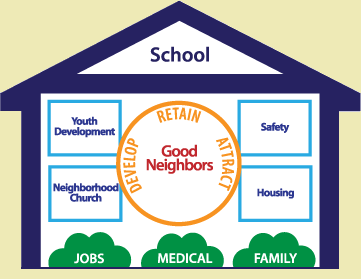 School
Youth
Development
DEVELOP RETAIN ATTRACT
Safety
Good
Neighbors
Neighborhood
Church
Housing
JOBS
MEDICAL
FAMILY